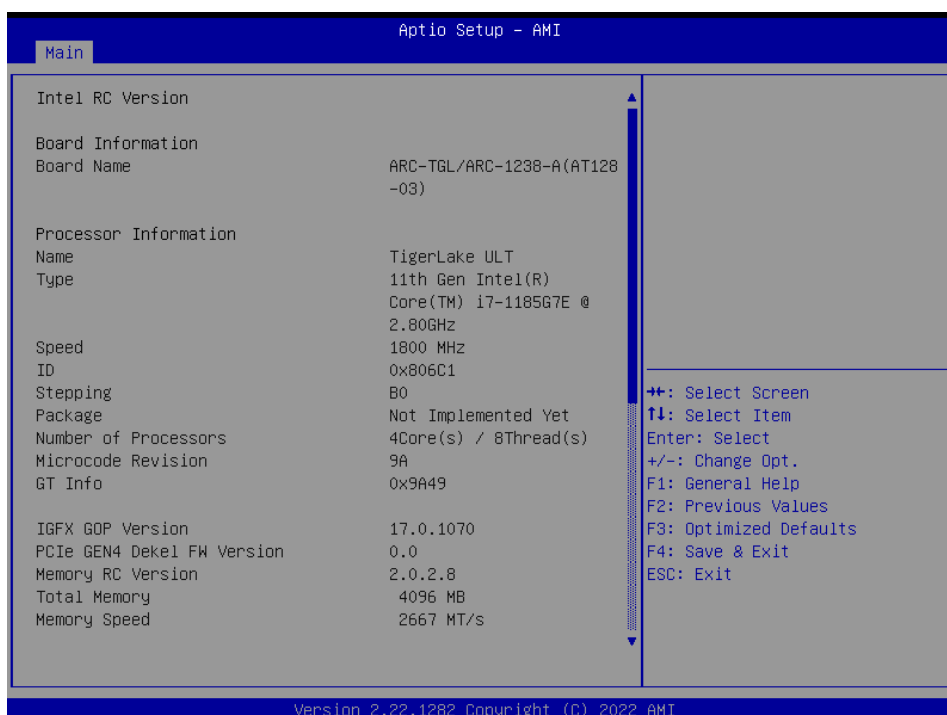 Aptio Setup - AMI
Main
Intel RC Version
Board Information
Board Name ARC-TGL/ARC-1238-A(AT128
-03)
Processor Information
Name TigerLake ULT
Type 11th Gen Intel(R)
Core(TM) i7-1185G7E @
2.80GHz
Speed 1800 MHz
ID 0x806C1
Stepping B0
Package Not Implemented Yet
Number of Processors 4Core(s) / 8Thread(s)
Microcode Revision 9A
GT Info 0x9A49
IGFX GOP Version 17.0.1070
PCIe GEN4 Dekel FW Version 0.0
Memory RC Version 2.0.2.8
Total Memory 4096 MB
Memory Speed 2667 MT/s
→←: Select Screen
↑↓: Select Item
Enter: Select
+/-: Change Opt.
F1: General Help
F2: Previous Values
F3: Optimized Defaults
F4: Save & Exit
ESC: Exit
Version 2.22.1282 Copyright (C) 2022 AMI